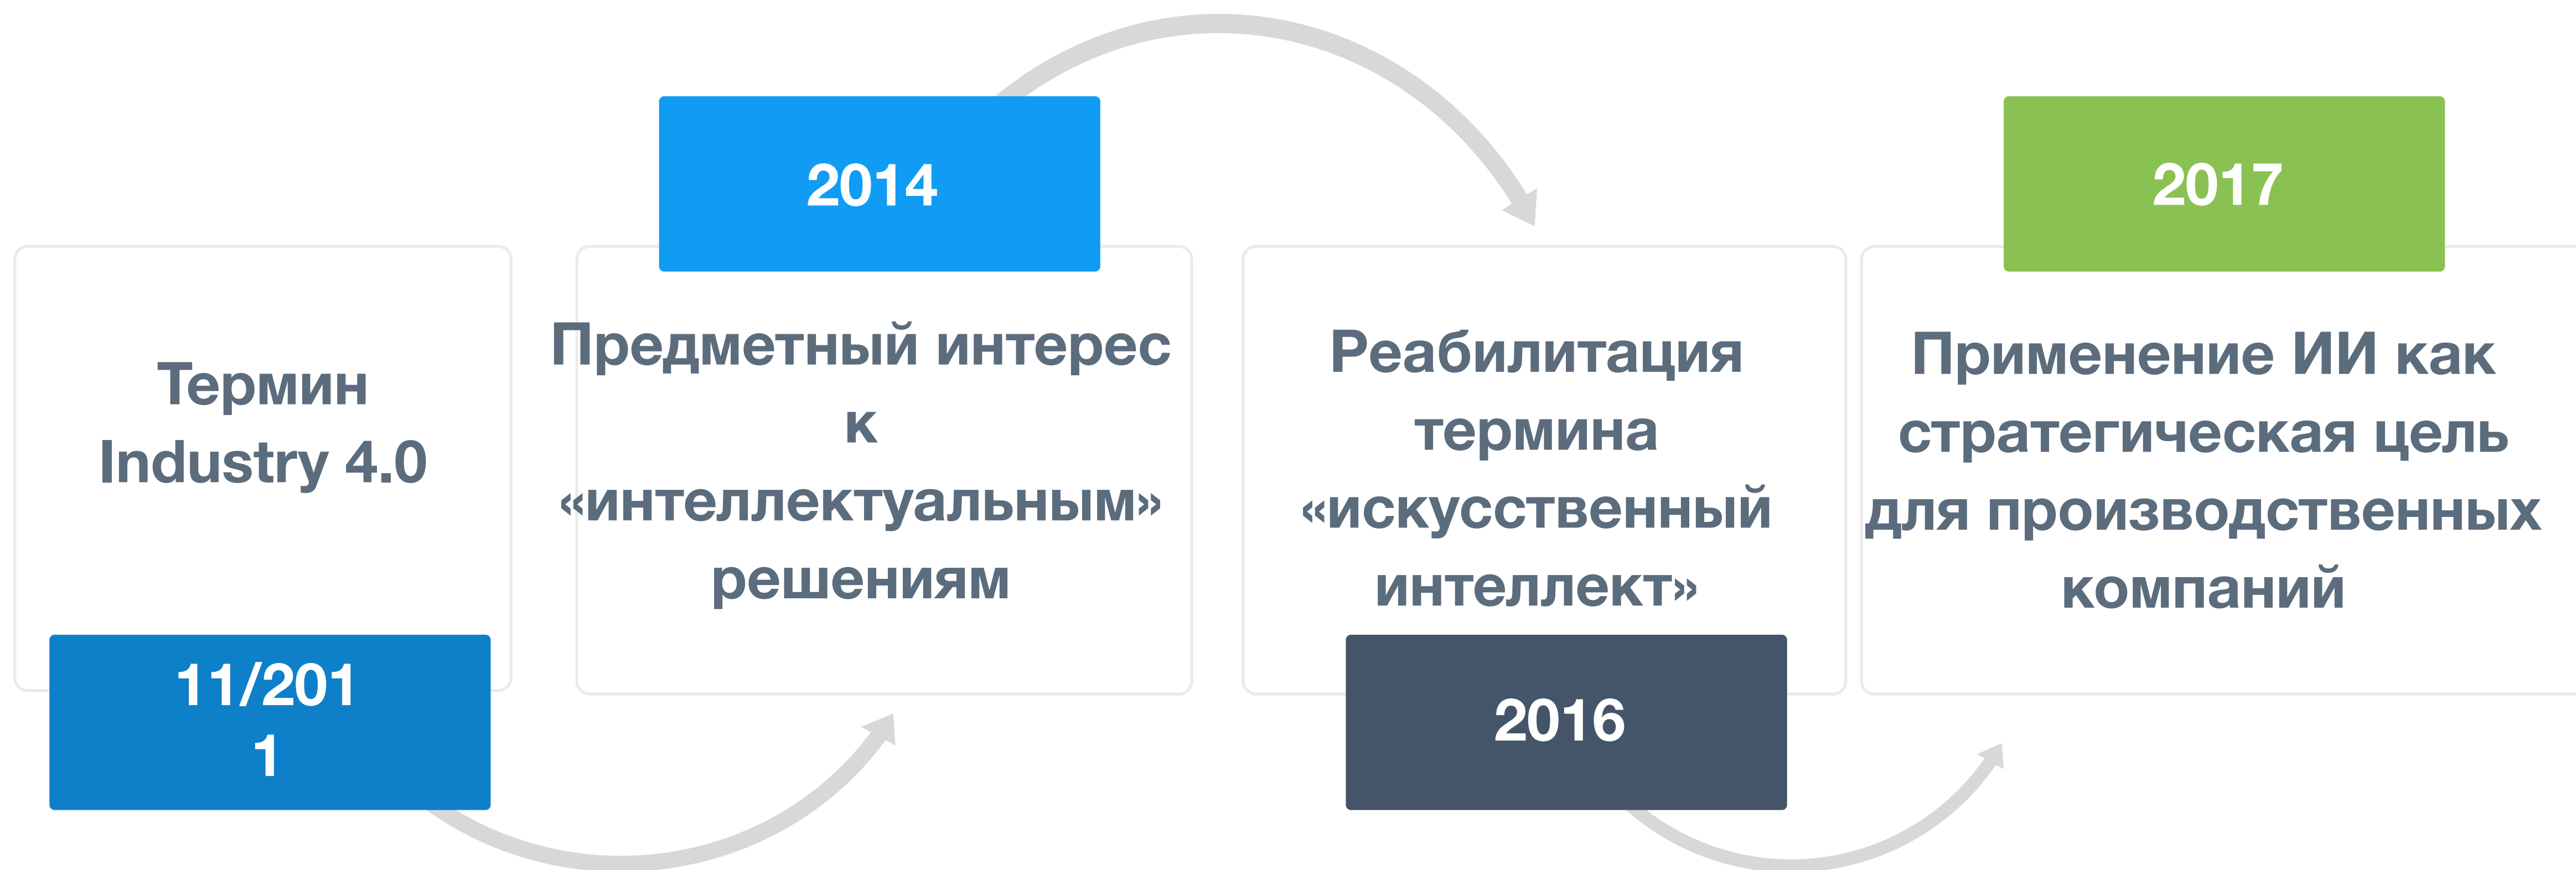 Термин
Industry 4.0
11/201
1
2014
Предметный интерес
к
«интеллектуальным»
решениям
Реабилитация
термина
«искусственный
интеллект»
2016
2017
Применение ИИ как
стратегическая цель
для производственных
компаний